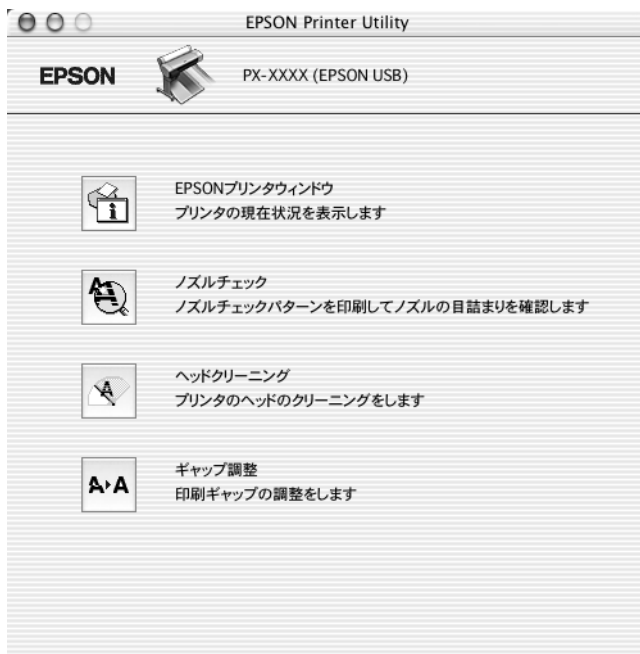 EPSON Printer Utility
EPSON
PX-XXXX (EPSON USB)
EPSONプリンタウィンドウ
プリンタの現在状況を表示します
ノズルチェック
ノズルチェックパターンを印刷してノズルの目詰まりを確認します
ヘッドクリーニング
プリンタのヘッドのクリーニングをします
ギャップ調整
印刷ギャップの調整をします